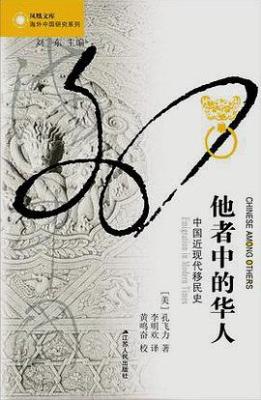 凤凰文库
海外中国研究系列
刘 东 主编
他者中的华人
CHINESE AMONG OTHERS
中国近现代移民史
Emigration in Modern Times
[美] 孔飞力 著
李明欢 译
黄鸣奋 校
江苏人民出版社